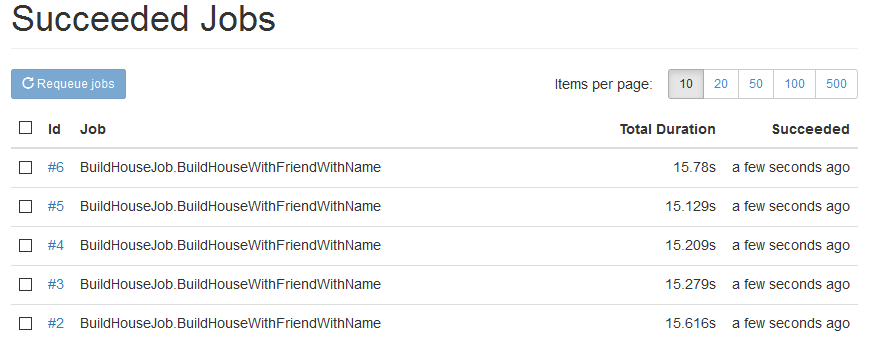 Succeeded Jobs
Requeue jobs Items per page: 10 20 50 100 500
Id Job Total Duration Succeeded
#6 BuildHouseJob.BuildHouseWithFriendWithName 15.78s a few seconds ago
#5 BuildHouseJob.BuildHouseWithFriendWithName 15.129s a few seconds ago
#4 BuildHouseJob.BuildHouseWithFriendWithName 15.209s a few seconds ago
#3 BuildHouseJob.BuildHouseWithFriendWithName 15.279s a few seconds ago
#2 BuildHouseJob.BuildHouseWithFriendWithName 15.616s a few seconds ago